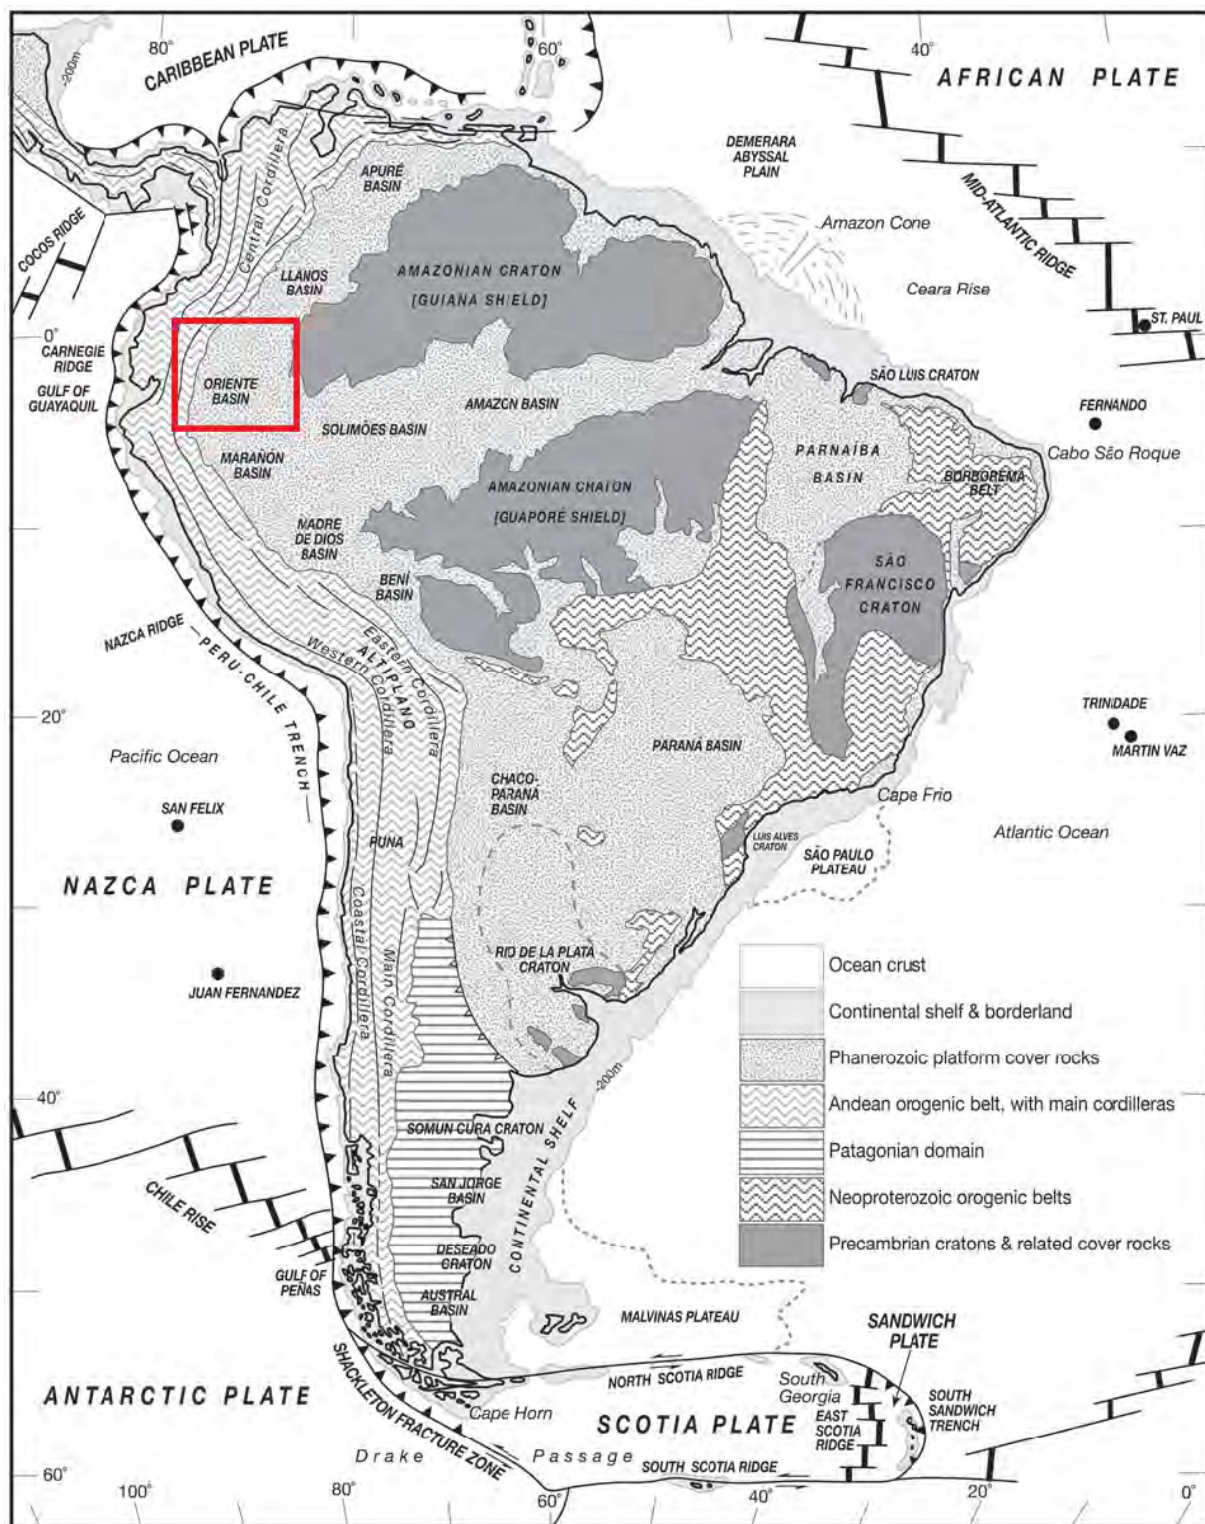 80°
60°
40°
-200m
CARIBBEAN PLATE
AFRICAN PLATE
DEMERARA
ABYSSAL
PLAIN
MID-ATLANTIC RIDGE
APURÉ
BASIN
Central Cordillera
Amazon Cone
COCOS RIDGE
LLANOS
BASIN
AMAZONIAN CRATON
[GUIANA SHIELD]
Ceara Rise
ST. PAUL
0°
CARNEGIE
RIDGE
GULF OF
GUAYAQUIL
ORIENTE
BASIN
SÃO LUIS CRATON
AMAZON BASIN
FERNANDO
SOLIMÕES BASIN
PARNAÍBA
BASIN
Cabo São Roque
MARAÑON
BASIN
BORBOREMA
BELT
AMAZONIAN CRATON
[GUAPORÉ SHIELD]
MADRE
DE DIOS
BASIN
SÃO
FRANCISCO
CRATON
BENÍ
BASIN
NAZCA RIDGE
PERU-CHILE TRENCH
Western Cordillera
ALTIPLANO
Eastern Cordillera
20°
TRINDADE
MARTIN VAZ
Pacific Ocean
PARANÁ BASIN
CHACO-
PARANÁ
BASIN
Cape Frio
SAN FELIX
Atlantic Ocean
PUNA
LUIS ALVES
CRATON
SÃO PAULO
PLATEAU
NAZCA PLATE
Coastal Cordillera
Main Cordillera
RIO DE LA PLATA
CRATON
JUAN FERNANDEZ
Ocean crust
Continental shelf & borderland
Phanerozoic platform cover rocks
Andean orogenic belt, with main cordilleras
Patagonian domain
Neoproterozoic orogenic belts
Precambrian cratons & related cover rocks
-200m
40°
SOMUN CURA CRATON
CONTINENTAL SHELF
SAN JORGE
BASIN
CHILE RISE
DESEADO
CRATON
GULF OF
PEÑAS
AUSTRAL
BASIN
MALVINAS PLATEAU
SANDWICH
PLATE
SHACKLETON FRACTURE ZONE
NORTH SCOTIA RIDGE
South
Georgia
ANTARCTIC PLATE
Cape Horn
SCOTIA PLATE
EAST
SCOTIA
RIDGE
SOUTH
SANDWICH
TRENCH
Drake Passage
SOUTH SCOTIA RIDGE
60°
100°
80°
60°
40°
20°
0°